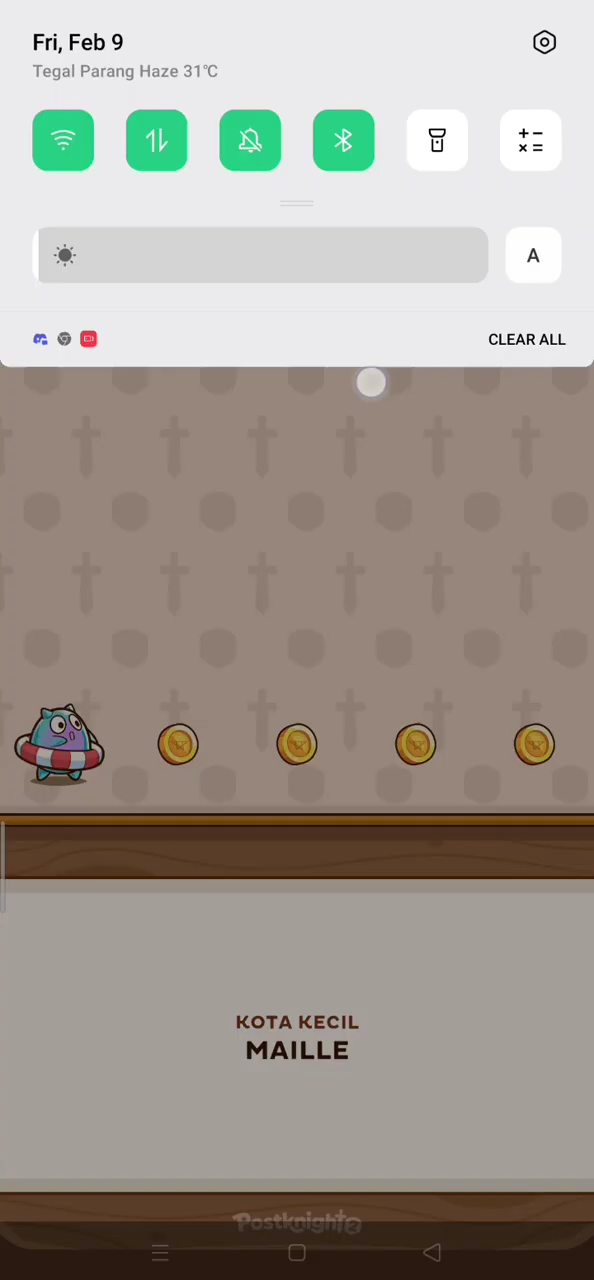 Fri, Feb 9
Tegal Parang Haze 31°C
A
CLEAR ALL
KOTA KECIL
MAILLE
Postknight2